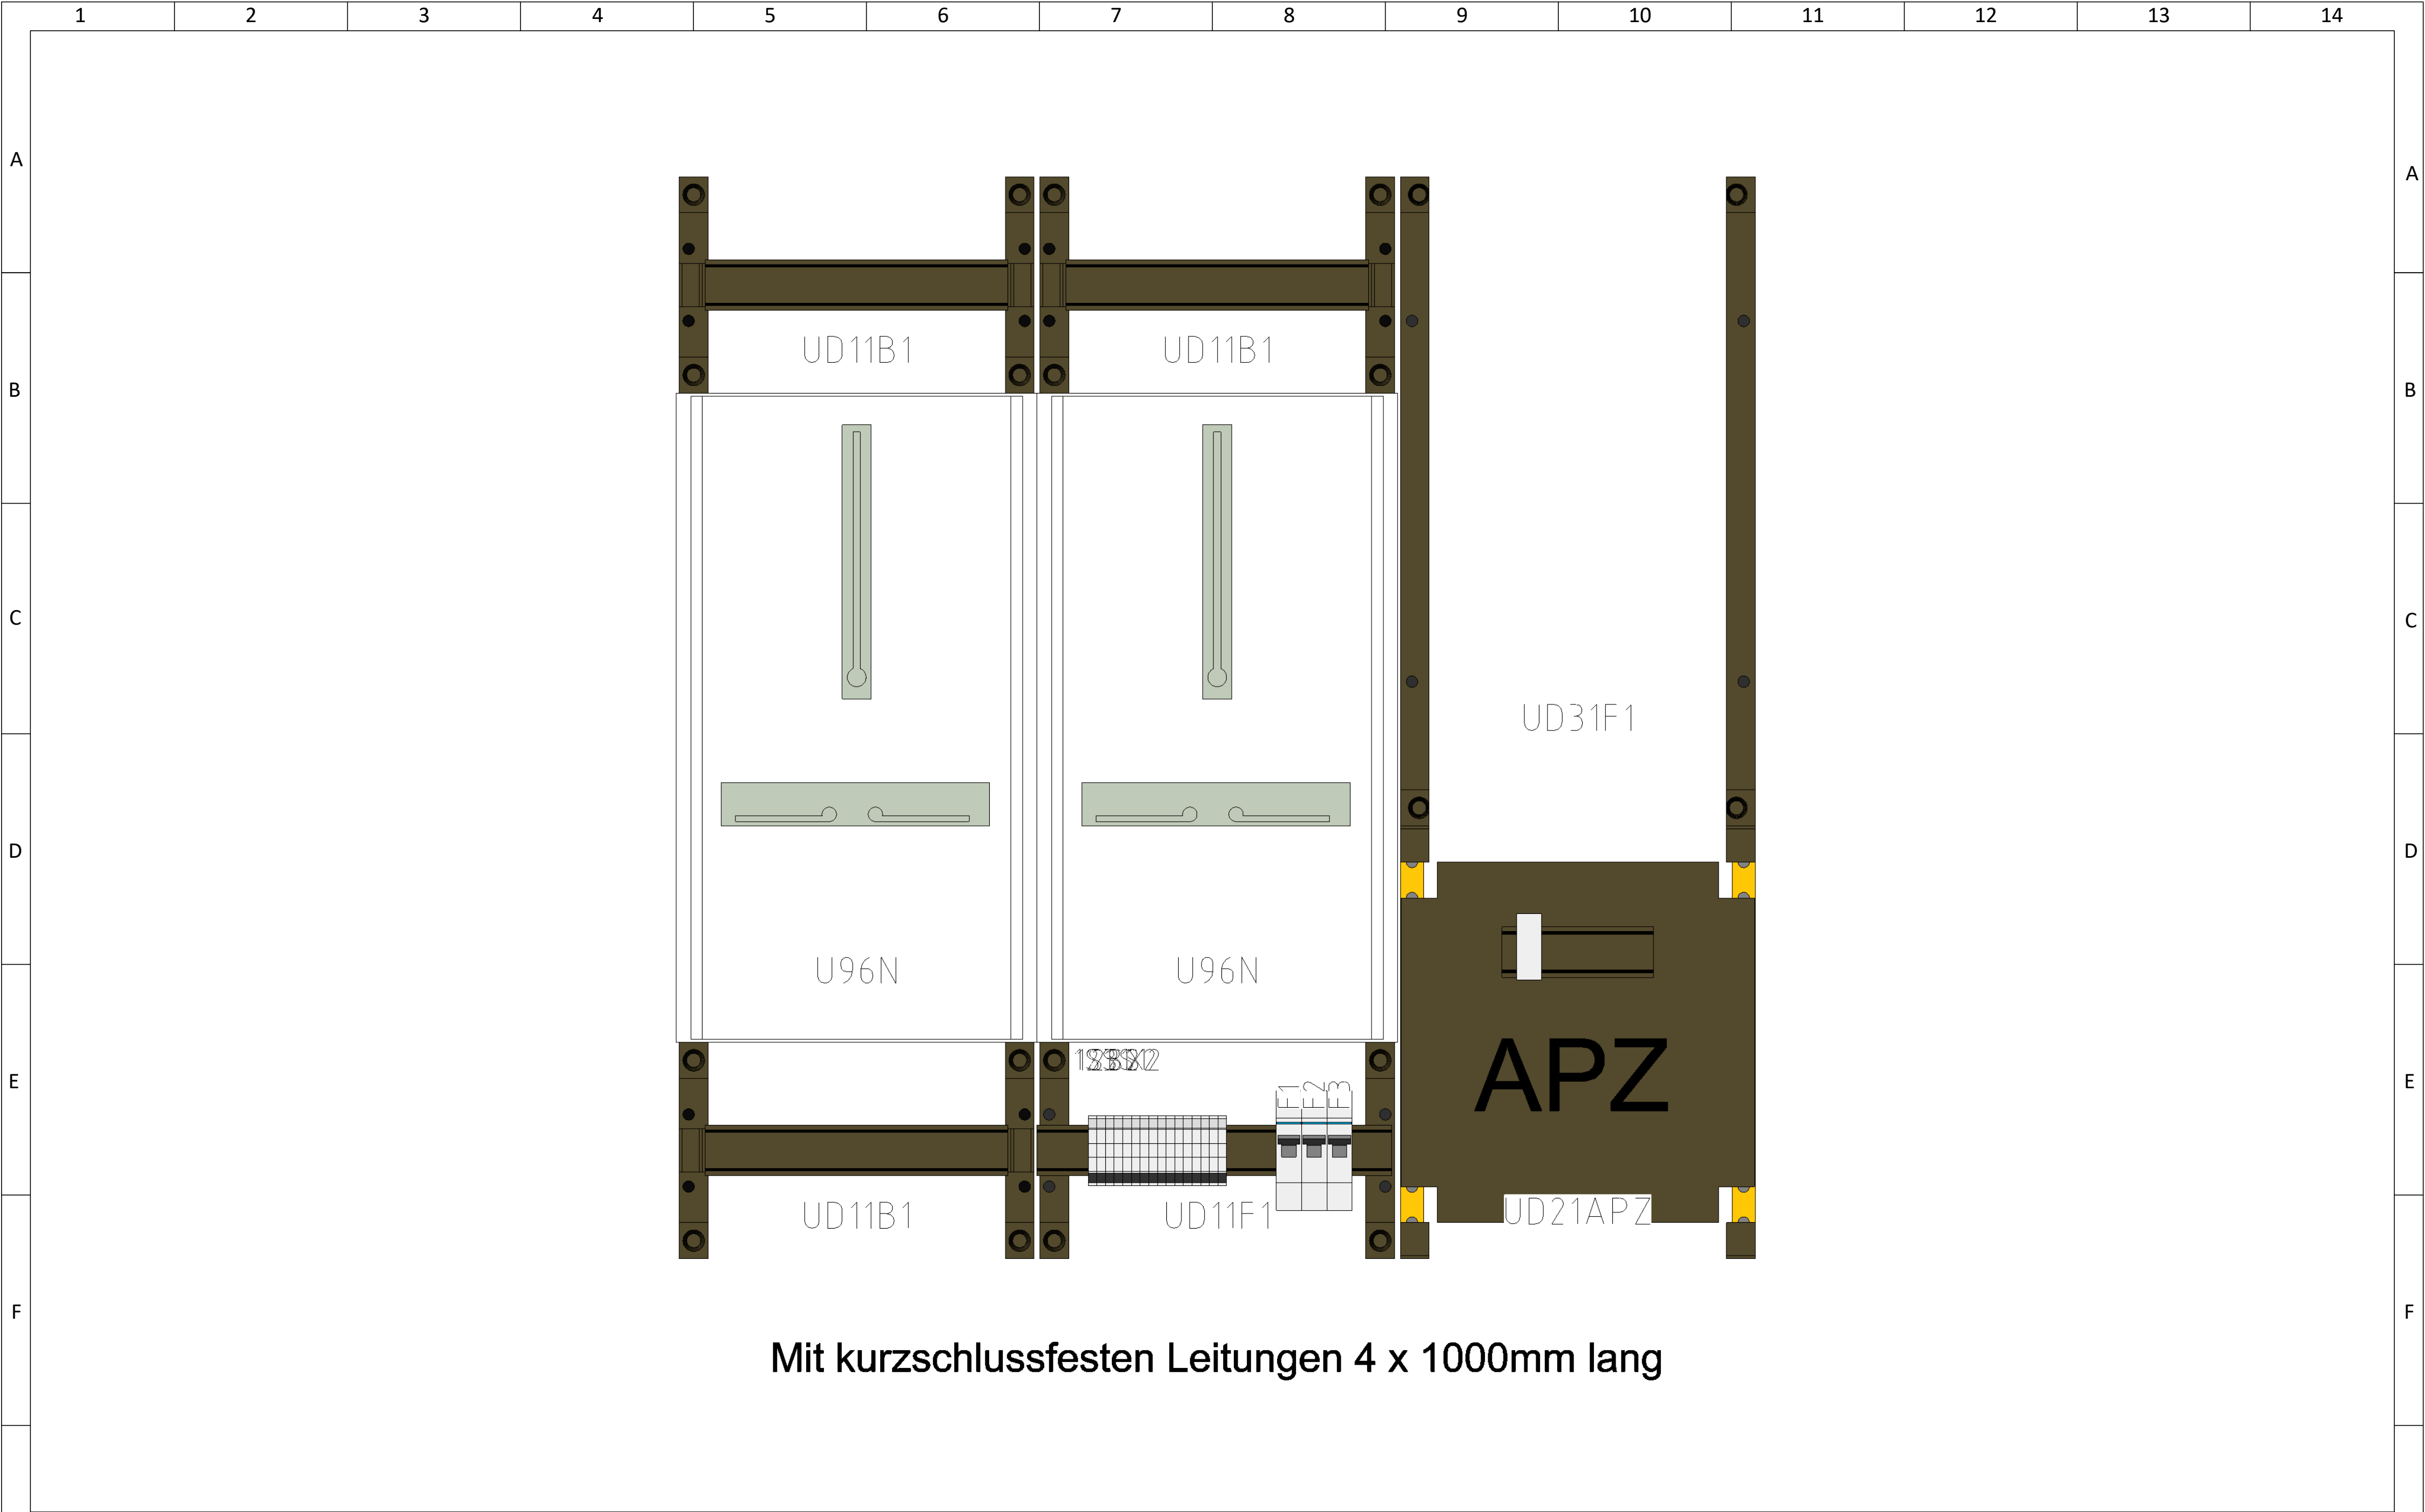 1 2 3 4 5 6 7 8 9 10 11 12 13 14
A A
UD11B1 UD11B1
B B
C C
UD31F1
D D
U96N U96N
APZ
E E
F1 F2 F3
UD11B1 UD11F1 UD21APZ
F F
Mit kurzschlussfesten Leitungen 4 x 1000mm lang